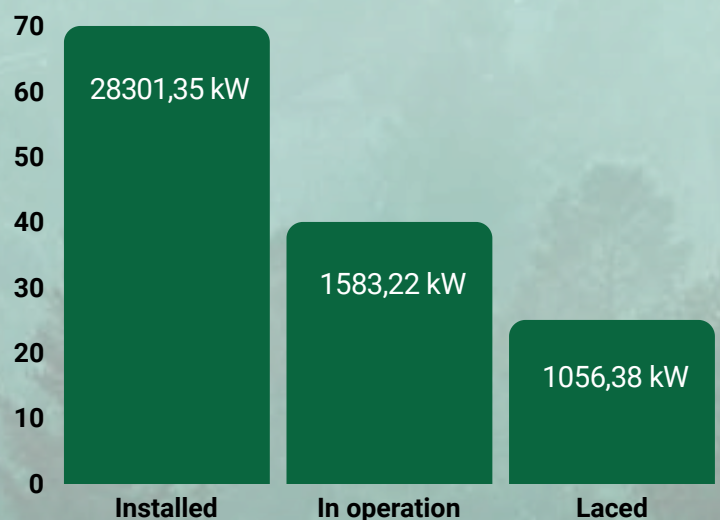 70
60
50
40
30
20
10
0
28301,35 kW
1583,22 kW
1056,38 kW
Installed
In operation
Laced